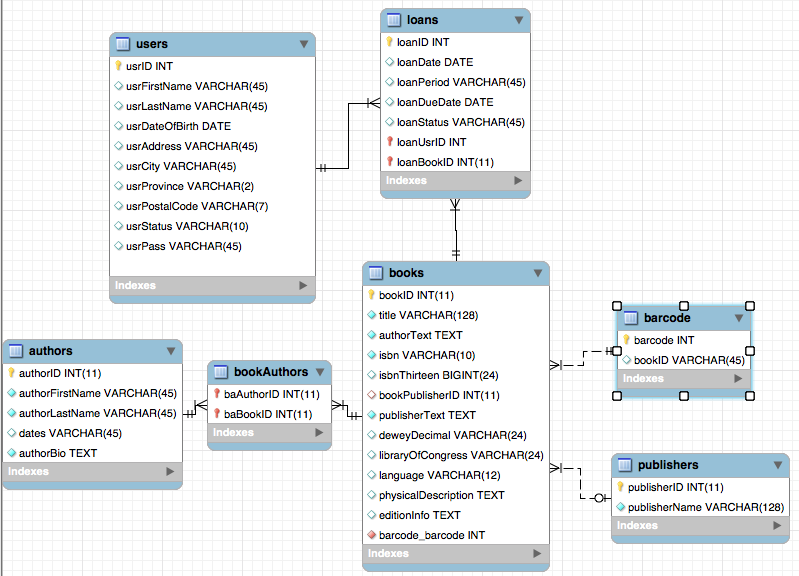 users
usrID INT
usrFirstName VARCHAR(45)
usrLastName VARCHAR(45)
usrDateOfBirth DATE
usrAddress VARCHAR(45)
usrCity VARCHAR(45)
usrProvince VARCHAR(2)
usrPostalCode VARCHAR(7)
usrStatus VARCHAR(10)
usrPass VARCHAR(45)
Indexes
loans
loanID INT
loanDate DATE
loanPeriod VARCHAR(45)
loanDueDate DATE
loanStatus VARCHAR(45)
loanUsrID INT
loanBookID INT(11)
Indexes
authors
authorID INT(11)
authorFirstName VARCHAR(45)
authorLastName VARCHAR(45)
dates VARCHAR(45)
authorBio TEXT
Indexes
bookAuthors
baAuthorID INT(11)
baBookID INT(11)
Indexes
books
bookID INT(11)
title VARCHAR(128)
authorText TEXT
isbn VARCHAR(10)
isbnThirteen BIGINT(24)
bookPublisherID INT(11)
publisherText TEXT
deweyDecimal VARCHAR(24)
libraryOfCongress VARCHAR(24)
language VARCHAR(12)
physicalDescription TEXT
editionInfo TEXT
barcode_barcode INT
Indexes
barcode
barcode INT
bookID VARCHAR(45)
Indexes
publishers
publisherID INT(11)
publisherName VARCHAR(128)
Indexes